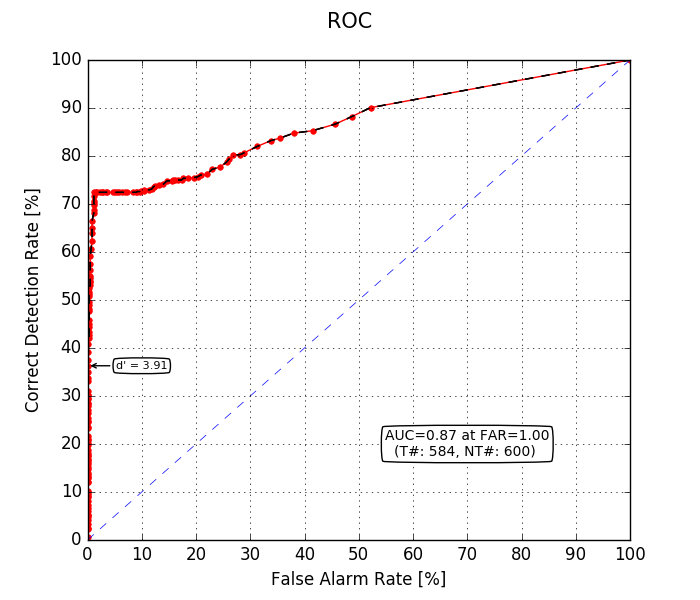 ROC
Correct Detection Rate [%]
100
90
80
70
60
50
40
30
20
10
0
d' = 3.91
AUC=0.87 at FAR=1.00
(T#: 584, NT#: 600)
0 10 20 30 40 50 60 70 80 90 100
False Alarm Rate [%]